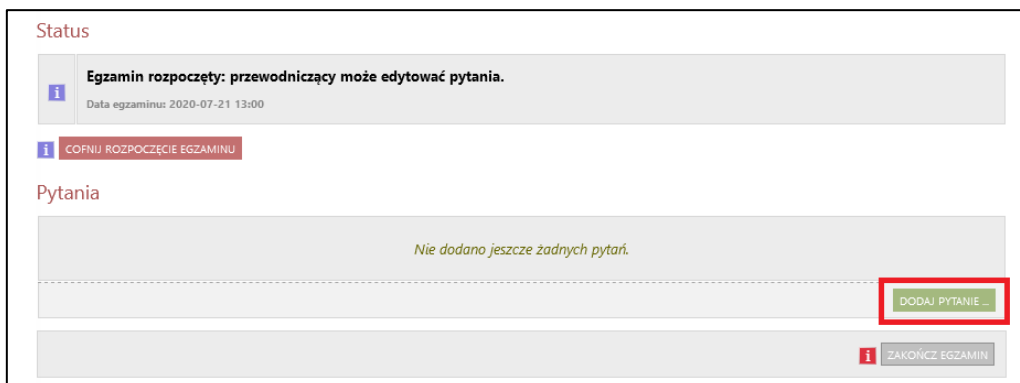 Status
Egzamin rozpoczęty: przewodniczący może edytować pytania.
Data egzaminu: 2020-07-21 13:00
i
i COFNIJ ROZPOCZĘCIE EGZAMINU
Pytania
Nie dodano jeszcze żadnych pytań.
DODAJ PYTANIE ...
i ZAKOŃCZ EGZAMIN